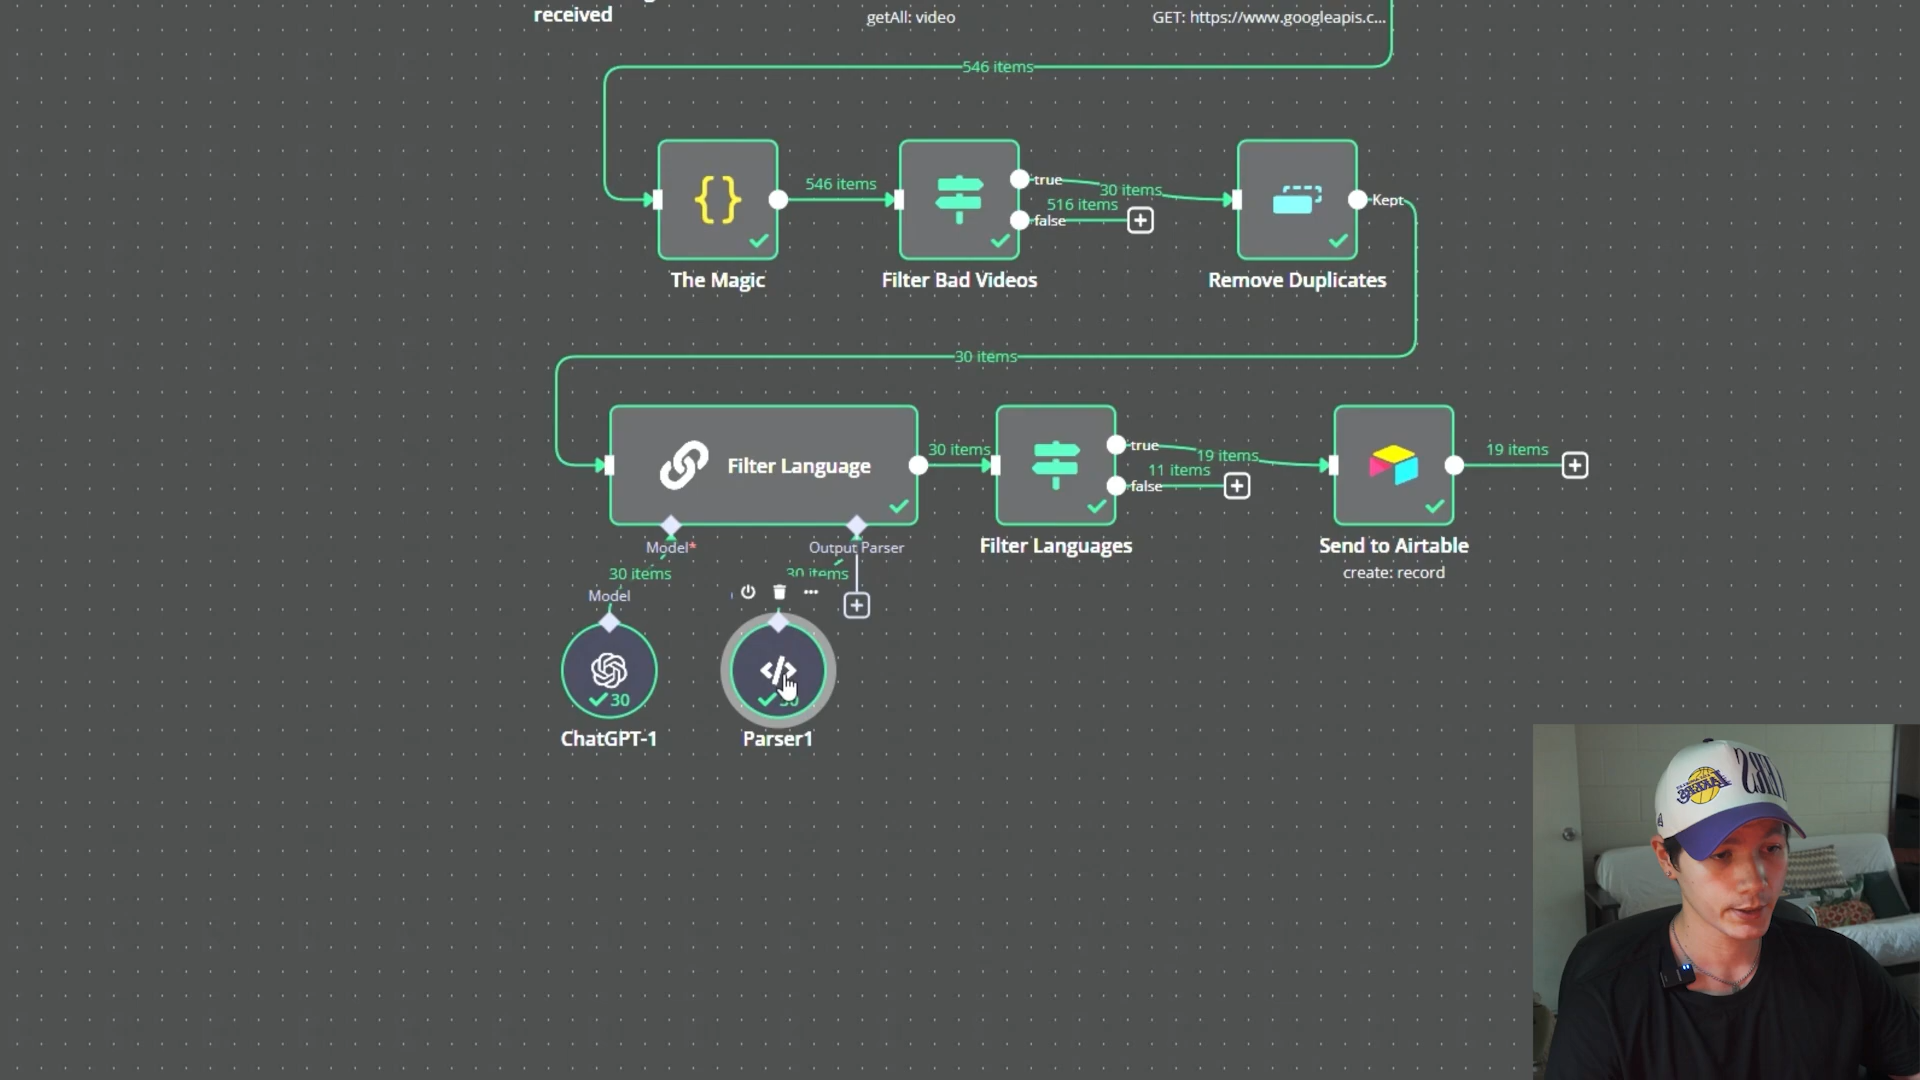 received
getAll: video
GET: https://www.googleapis.c...
546 items
546 items
true
30 items
516 items
false
Kept
The Magic
Filter Bad Videos
Remove Duplicates
30 items
Filter Language
30 items
true
19 items
11 items
false
19 items
Model*
Output Parser
Filter Languages
Send to Airtable
create: record
30 items
30 items
Model
30
30
ChatGPT-1
Parser1